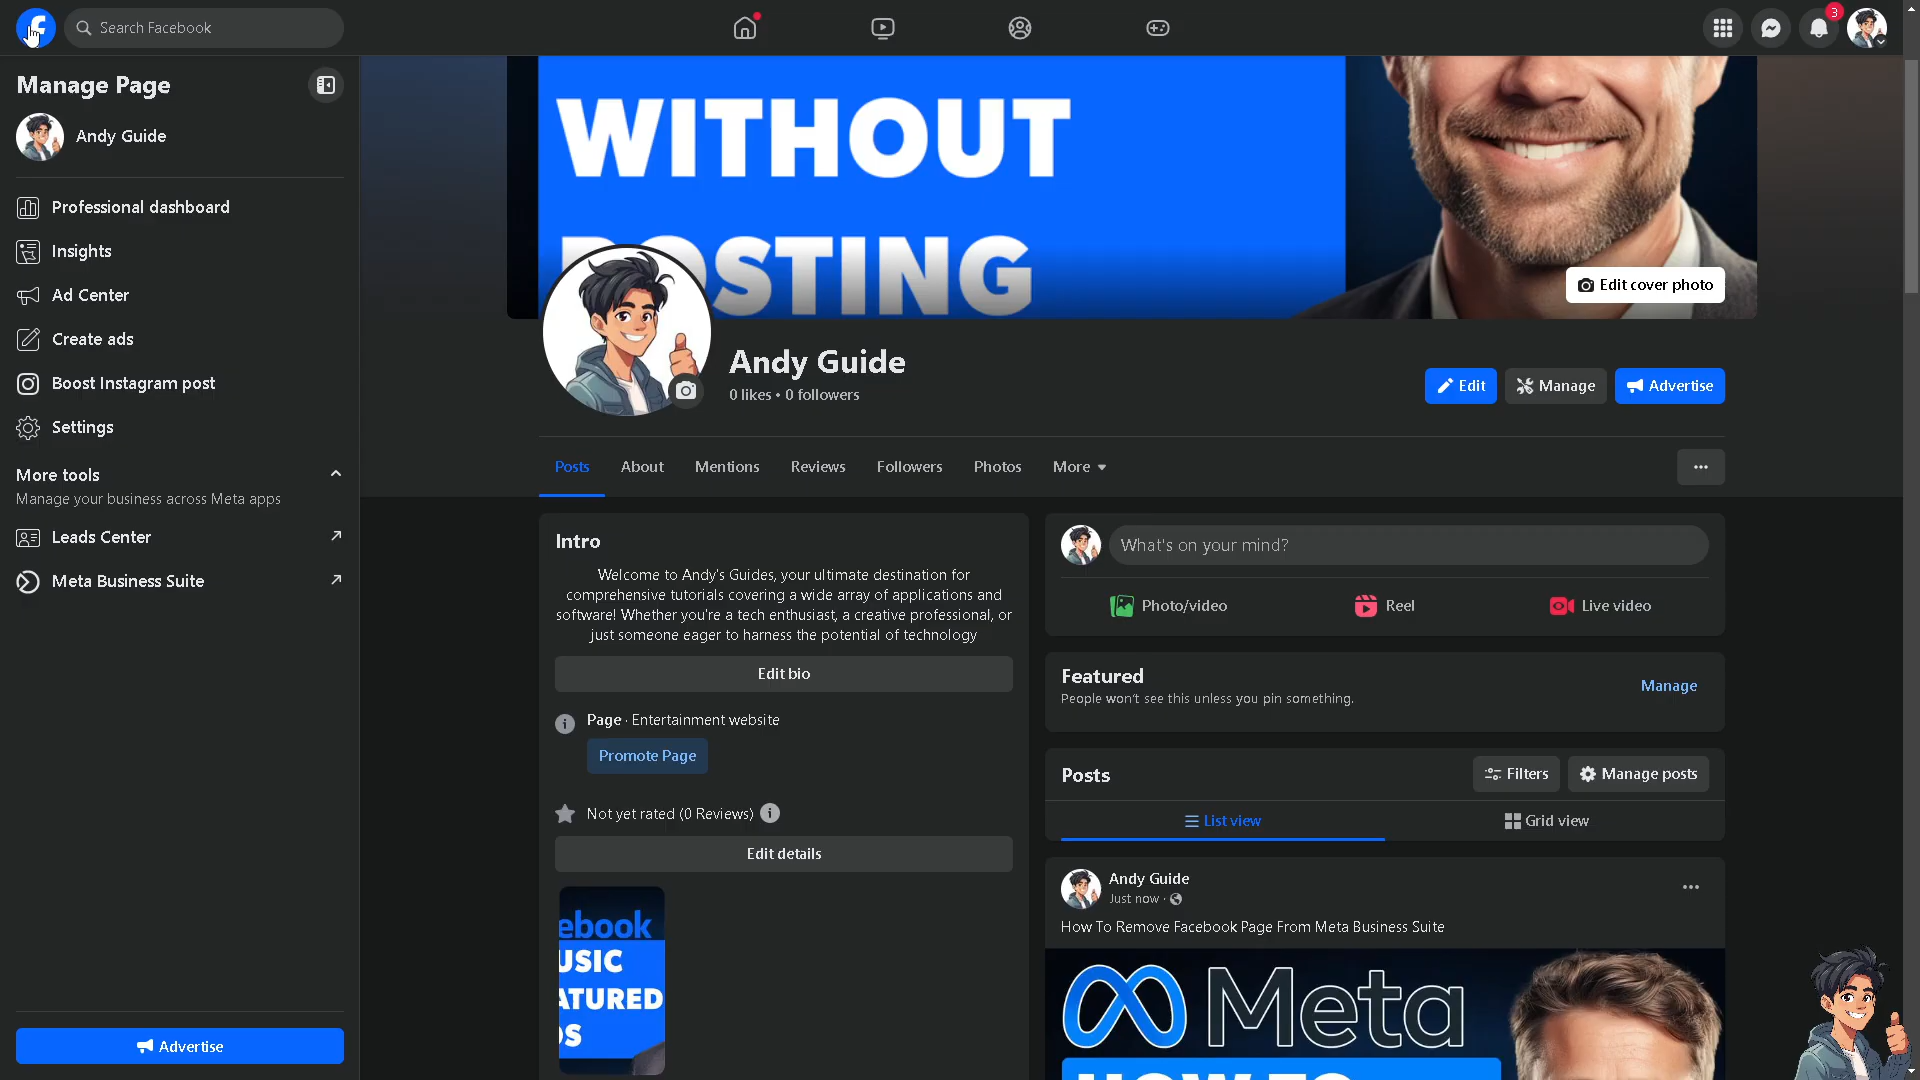 Search Facebook
3
Manage Page
Andy Guide
Professional dashboard
Insights
Ad Center
Create ads
Boost Instagram post
Settings
More tools
Manage your business across Meta apps
Leads Center
Meta Business Suite
Advertise
WITHOUT
POSTING
Edit cover photo
Andy Guide
0 likes • 0 followers
Edit
Manage
Advertise
Posts
About
Mentions
Reviews
Followers
Photos
More
Intro
Welcome to Andy's Guides, your ultimate destination for
comprehensive tutorials covering a wide array of applications and
software! Whether you're a tech enthusiast, a creative professional, or
just someone eager to harness the potential of technology
Edit bio
Page · Entertainment website
Promote Page
Not yet rated (0 Reviews)
Edit details
ebook
USIC
ATURED
DS
What's on your mind?
Photo/video
Reel
Live video
Featured
People won't see this unless you pin something.
Manage
Posts
Filters
Manage posts
List view
Grid view
Andy Guide
Just now ·
How To Remove Facebook Page From Meta Business Suite
Meta
HOW TO